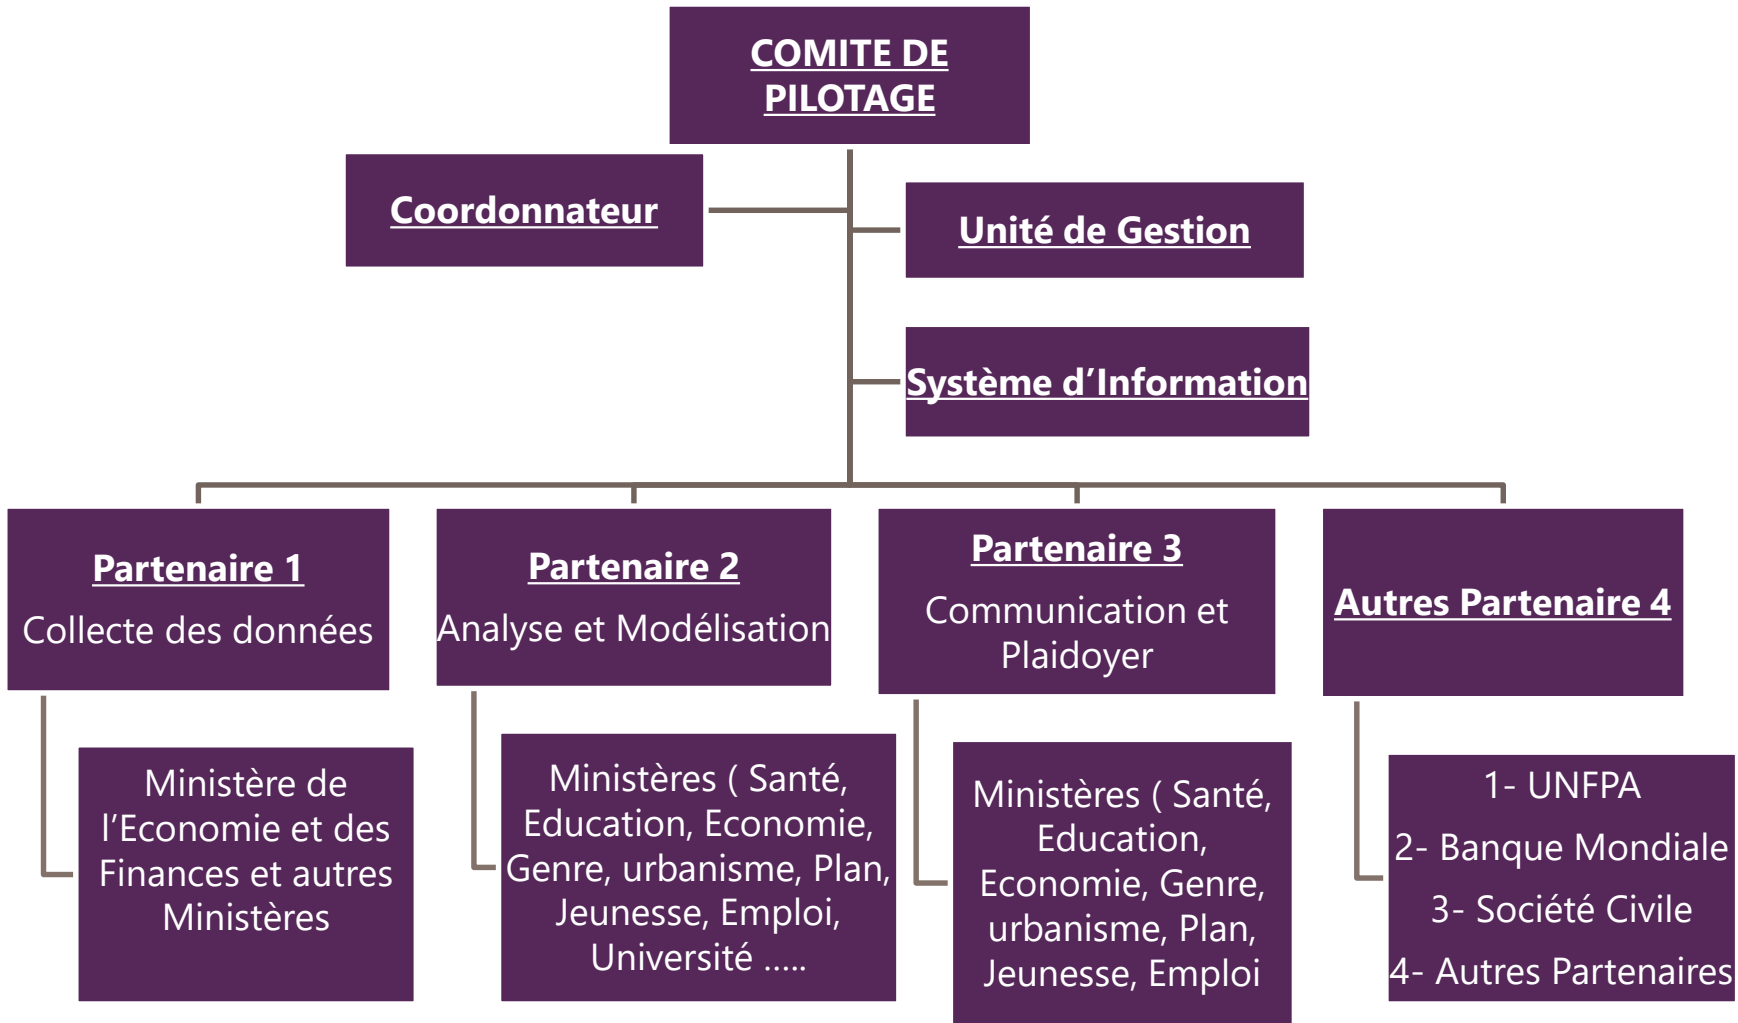 COMITE DE
PILOTAGE
Coordonnateur
Unité de Gestion
Système d’Information
Partenaire 1
Collecte des données
Partenaire 2
Analyse et Modélisation
Partenaire 3
Communication et
Plaidoyer
Autres Partenaire 4
Ministère de
l’Economie et des
Finances et autres
Ministères
Ministères ( Santé,
Education, Economie,
Genre, urbanisme, Plan,
Jeunesse, Emploi,
Université …..
Ministères ( Santé,
Education,
Economie, Genre,
urbanisme, Plan,
Jeunesse, Emploi
1- UNFPA
2- Banque Mondiale
3- Société Civile
4- Autres Partenaires